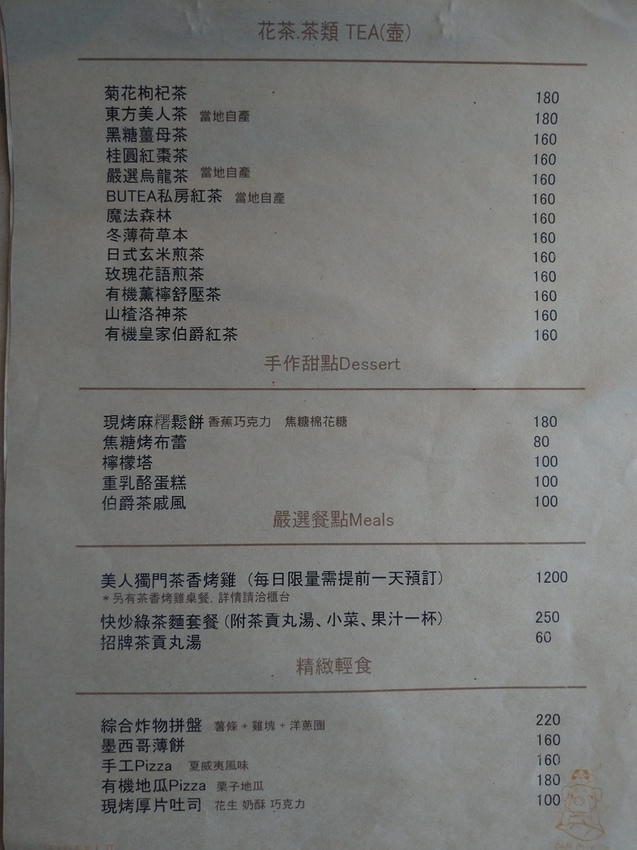 花茶.茶類 TEA(壺)
菊花枸杞茶 180
東方美人茶 當地自產 180
黑糖薑母茶 160
桂圓紅棗茶 160
嚴選烏龍茶 當地自產 160
BUTEA私房紅茶 當地自產 160
魔法森林 160
冬薄荷草本 160
日式玄米煎茶 160
玫瑰花語煎茶 160
有機薰檸舒壓茶 160
山楂洛神茶 160
有機皇家伯爵紅茶 160
手作甜點Dessert
現烤麻糬鬆餅 香蕉巧克力 焦糖棉花糖 180
焦糖烤布蕾 80
檸檬塔 100
重乳酪蛋糕 100
伯爵茶戚風 100
嚴選餐點Meals
美人獨門茶香烤雞 (每日限量需提前一天預訂) 1200
*另有茶香烤雞桌餐, 詳情請洽櫃台
快炒綠茶麵套餐 (附茶貢丸湯、小菜、果汁一杯) 250
招牌茶貢丸湯 60
精緻輕食
綜合炸物拼盤 薯條 + 雞塊 + 洋蔥圈 220
墨西哥薄餅 160
手工Pizza 夏威夷風味 160
有機地瓜Pizza 栗子地瓜 180
現烤厚片吐司 花生 奶酥 巧克力 100